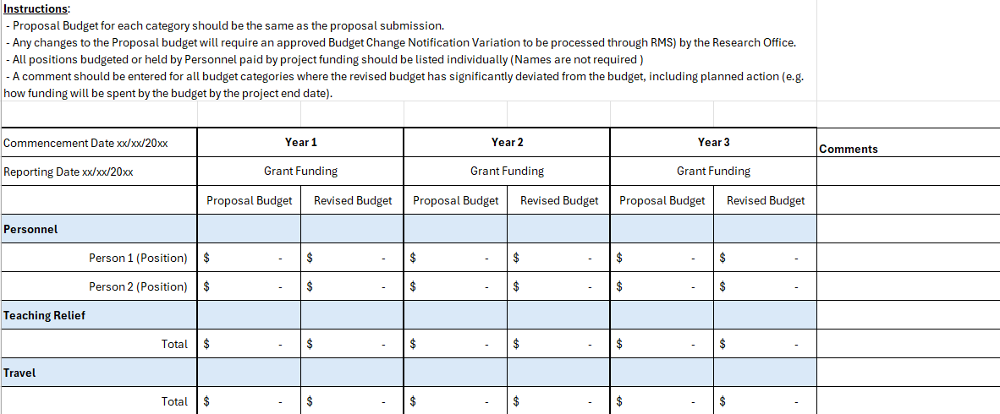 Instructions:
- Proposal Budget for each category should be the same as the proposal submission.
- Any changes to the Proposal budget will require an approved Budget Change Notification Variation to be processed through RMS) by the Research Office.
- All positions budgeted or held by Personnel paid by project funding should be listed individually (Names are not required )
- A comment should be entered for all budget categories where the revised budget has significantly deviated from the budget, including planned action (e.g.
how funding will be spent by the budget by the project end date).
Commencement Date xx/xx/20xx Year 1 Year 2 Year 3 Comments
Reporting Date xx/xx/20xx Grant Funding Grant Funding Grant Funding
Proposal Budget Revised Budget Proposal Budget Revised Budget Proposal Budget Revised Budget
Personnel
Person 1 (Position) $ - $ - $ - $ - $ - $ -
Person 2 (Position) $ - $ - $ - $ - $ - $ -
Teaching Relief
Total $ - $ - $ - $ - $ - $ -
Travel
Total $ - $ - $ - $ - $ - $ -